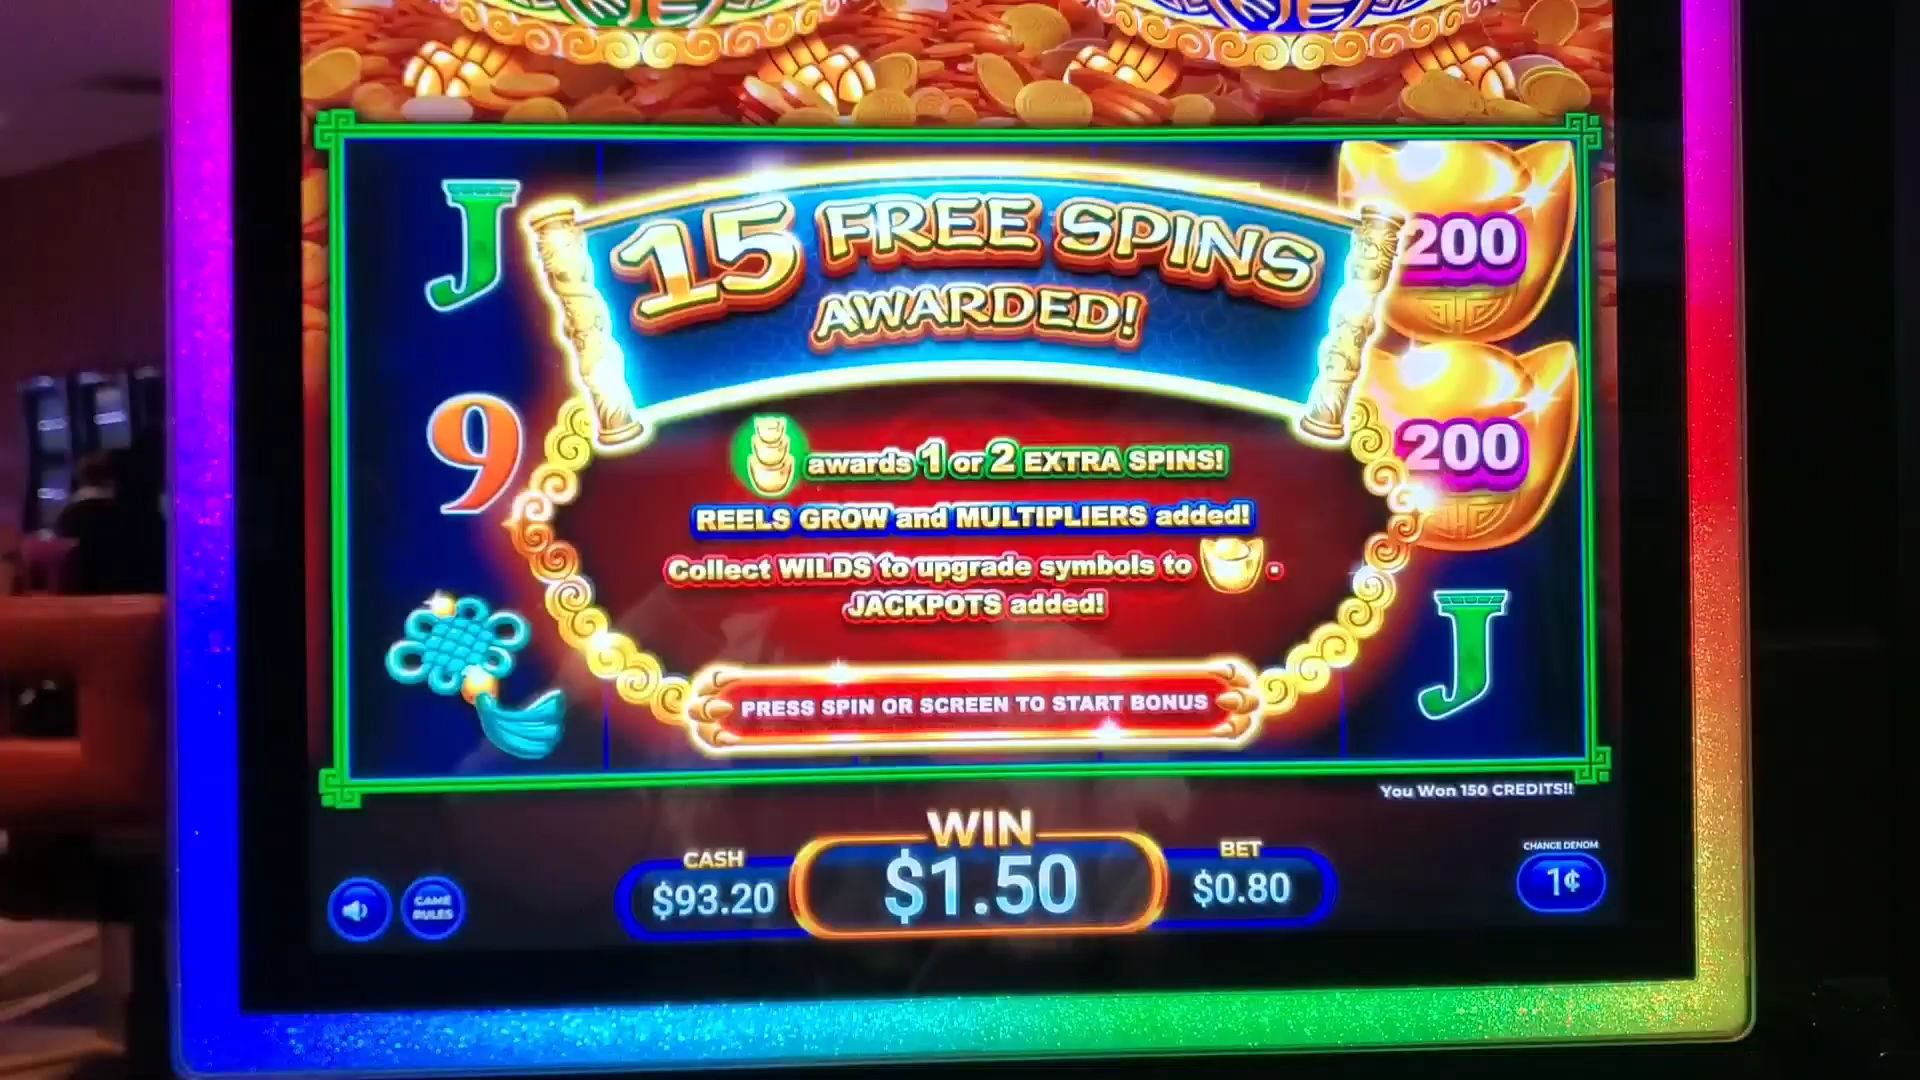 J
15 FREE SPINS
AWARDED!
200
9
awards 1 or 2 EXTRA SPINS!
200
REELS GROW and MULTIPLIERS added!
Collect WILDS to upgrade symbols to .
JACKPOTS added!
J
PRESS SPIN OR SCREEN TO START BONUS
You Won 150 CREDITS!!
WIN
CASH
$93.20
$1.50
BET
$0.80
CHANGE DENOM
1¢
GAME
RULES